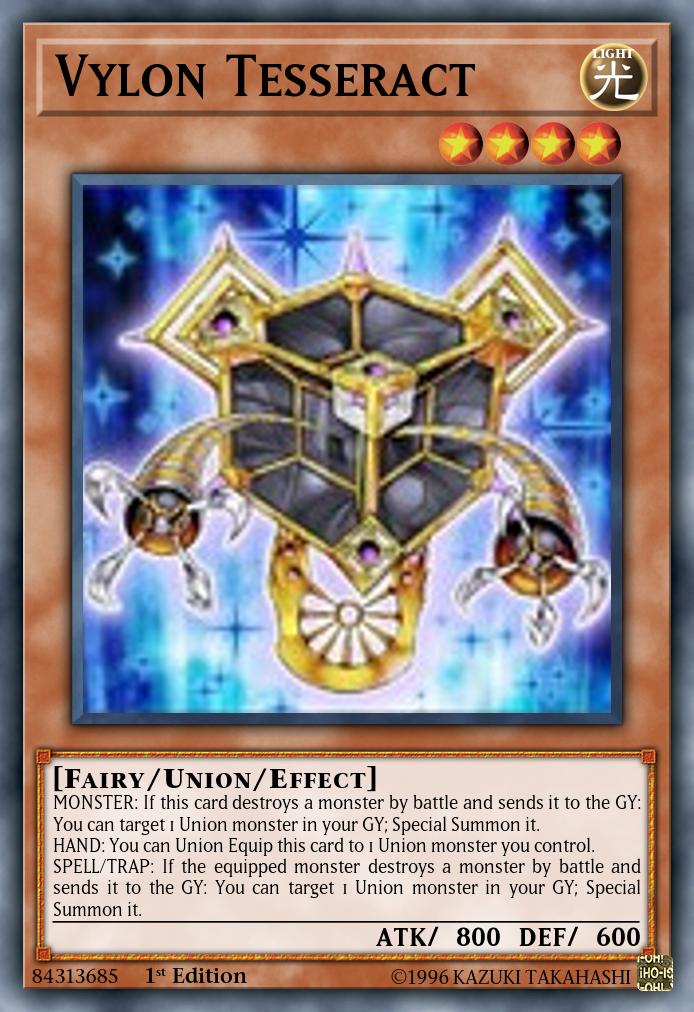 Vylon Tesseract
LIGHT
光
[Fairy/Union/Effect]
MONSTER: If this card destroys a monster by battle and sends it to the GY:
You can target 1 Union monster in your GY; Special Summon it.
HAND: You can Union Equip this card to 1 Union monster you control.
SPELL/TRAP: If the equipped monster destroys a monster by battle and
sends it to the GY: You can target 1 Union monster in your GY; Special
Summon it.
ATK/ 800 DEF/ 600
84313685 1st Edition ©1996 KAZUKI TAKAHASHI